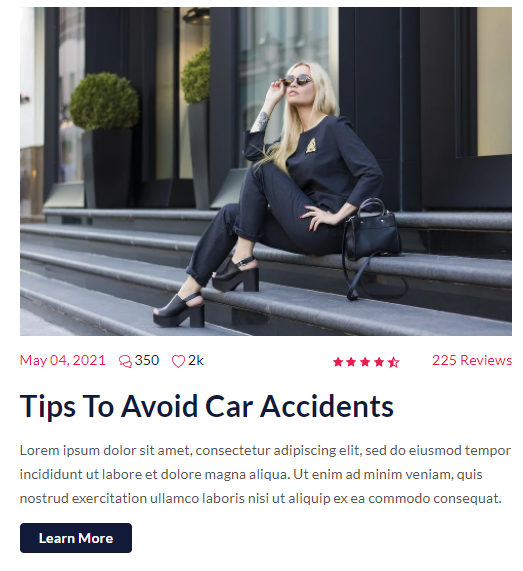 May 04, 2021 350 2k 225 Reviews
Tips To Avoid Car Accidents
Lorem ipsum dolor sit amet, consectetur adipiscing elit, sed do eiusmod tempor
incididunt ut labore et dolore magna aliqua. Ut enim ad minim veniam, quis
nostrud exercitation ullamco laboris nisi ut aliquip ex ea commodo consequat.
Learn More